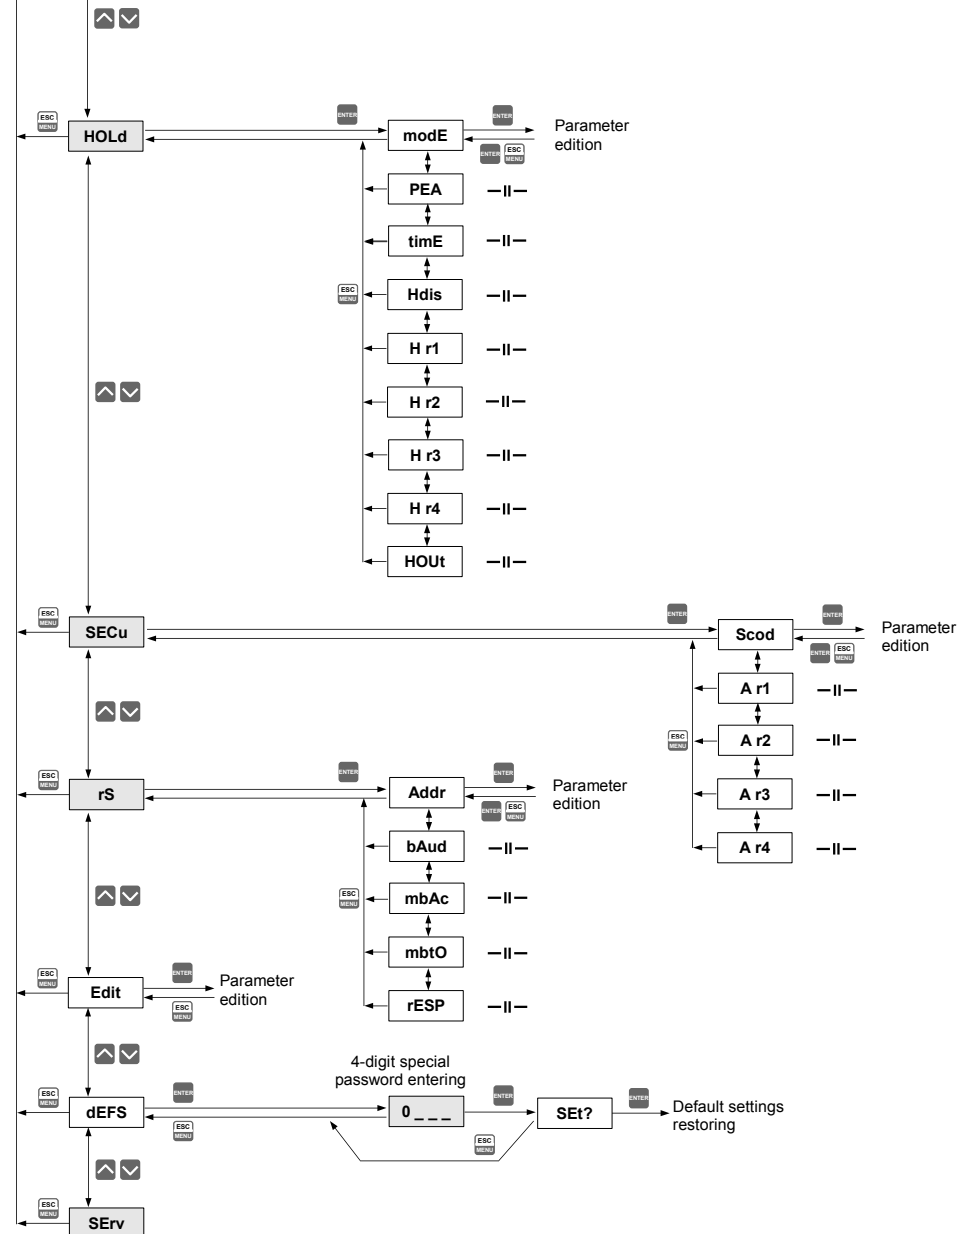 ESC
MENU
HOLd
ENTER
modE
ENTER
Parameter
edition
ENTER
ESC
MENU
PEA
–II–
timE
–II–
ESC
MENU
Hdis
–II–
H r1
–II–
H r2
–II–
H r3
–II–
H r4
–II–
HOUt
–II–
ESC
MENU
SECu
ENTER
Scod
ENTER
Parameter
edition
ENTER
ESC
MENU
A r1
–II–
ESC
MENU
A r2
–II–
A r3
–II–
A r4
–II–
ESC
MENU
rS
ENTER
Addr
ENTER
Parameter
edition
ENTER
ESC
MENU
bAud
–II–
ESC
MENU
mbAc
–II–
mbtO
–II–
rESP
–II–
ESC
MENU
Edit
ENTER
Parameter
edition
ESC
MENU
4-digit special
password entering
ESC
MENU
dEFS
ENTER
ESC
MENU
0 _ _ _
ENTER
ESC
MENU
SEt?
ENTER
Default settings
restoring
ESC
MENU
SErv